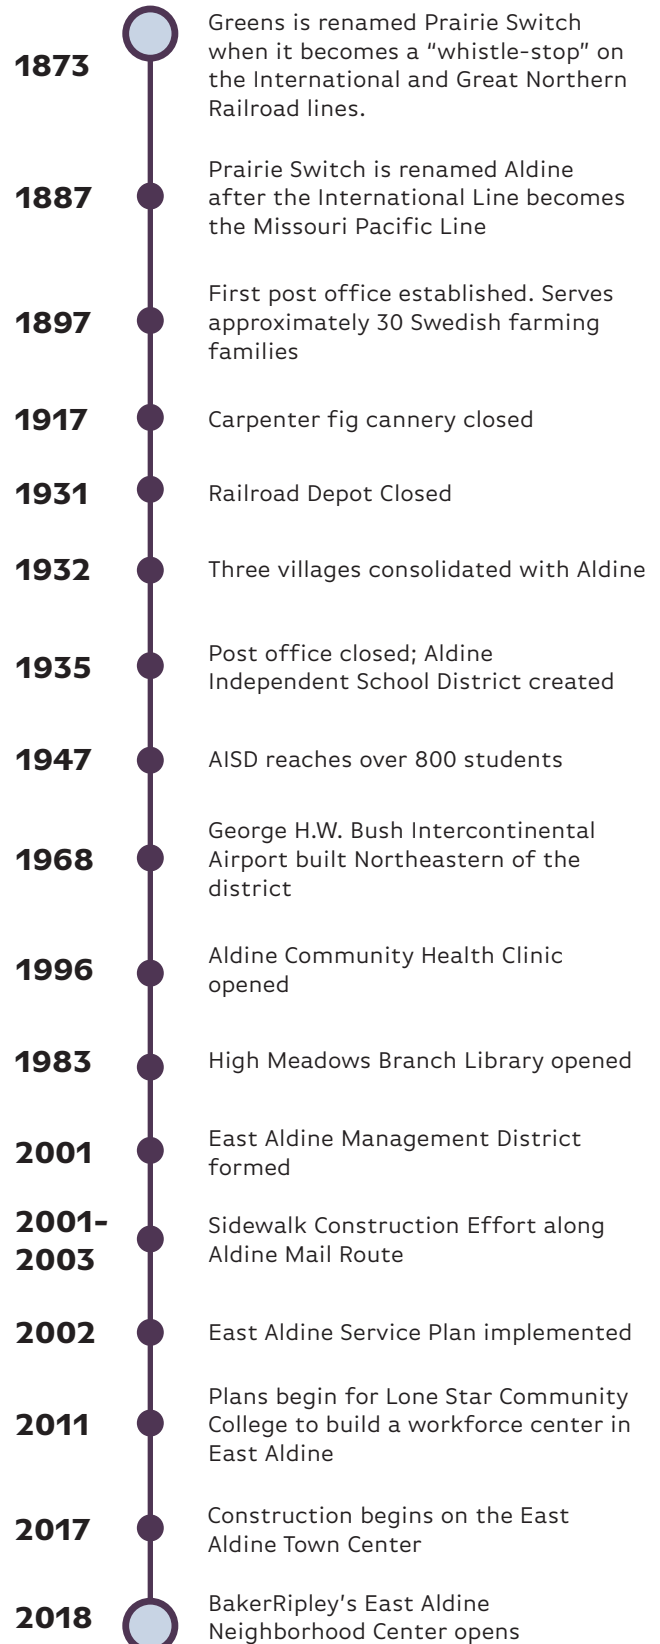 1873
Greens is renamed Prairie Switch
when it becomes a “whistle-stop” on
the International and Great Northern
Railroad lines.
1887
Prairie Switch is renamed Aldine
after the International Line becomes
the Missouri Pacific Line
1897
First post office established. Serves
approximately 30 Swedish farming
families
1917
Carpenter fig cannery closed
1931
Railroad Depot Closed
1932
Three villages consolidated with Aldine
1935
Post office closed; Aldine
Independent School District created
1947
AISD reaches over 800 students
1968
George H.W. Bush Intercontinental
Airport built Northeastern of the
district
1996
Aldine Community Health Clinic
opened
1983
High Meadows Branch Library opened
2001
East Aldine Management District
formed
2001-
2003
Sidewalk Construction Effort along
Aldine Mail Route
2002
East Aldine Service Plan implemented
2011
Plans begin for Lone Star Community
College to build a workforce center in
East Aldine
2017
Construction begins on the East
Aldine Town Center
2018
BakerRipley’s East Aldine
Neighborhood Center opens